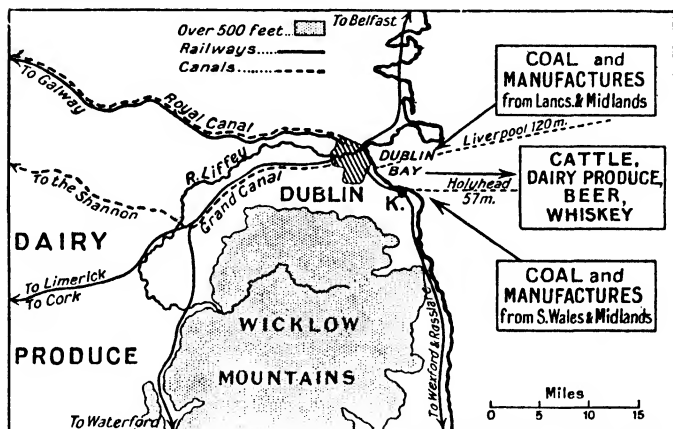 To Belfast
Over 500 feet
Railways......
Canals........
COAL and
MANUFACTURES
from Lancs. & Midlands
To Galway
Royal Canal
Liverpool 120 m.
DUBLIN
BAY
CATTLE,
DAIRY PRODUCE,
BEER,
WHISKEY
R. Liffey
To the Shannon
Grand Canal
DUBLIN
K.
Holyhead
57 m.
DAIRY
To Limerick
To Cork
COAL and
MANUFACTURES
from S. Wales & Midlands
WICKLOW
MOUNTAINS
PRODUCE
To Wexford & Rosslare
To Waterford
Miles
0 5 10 15